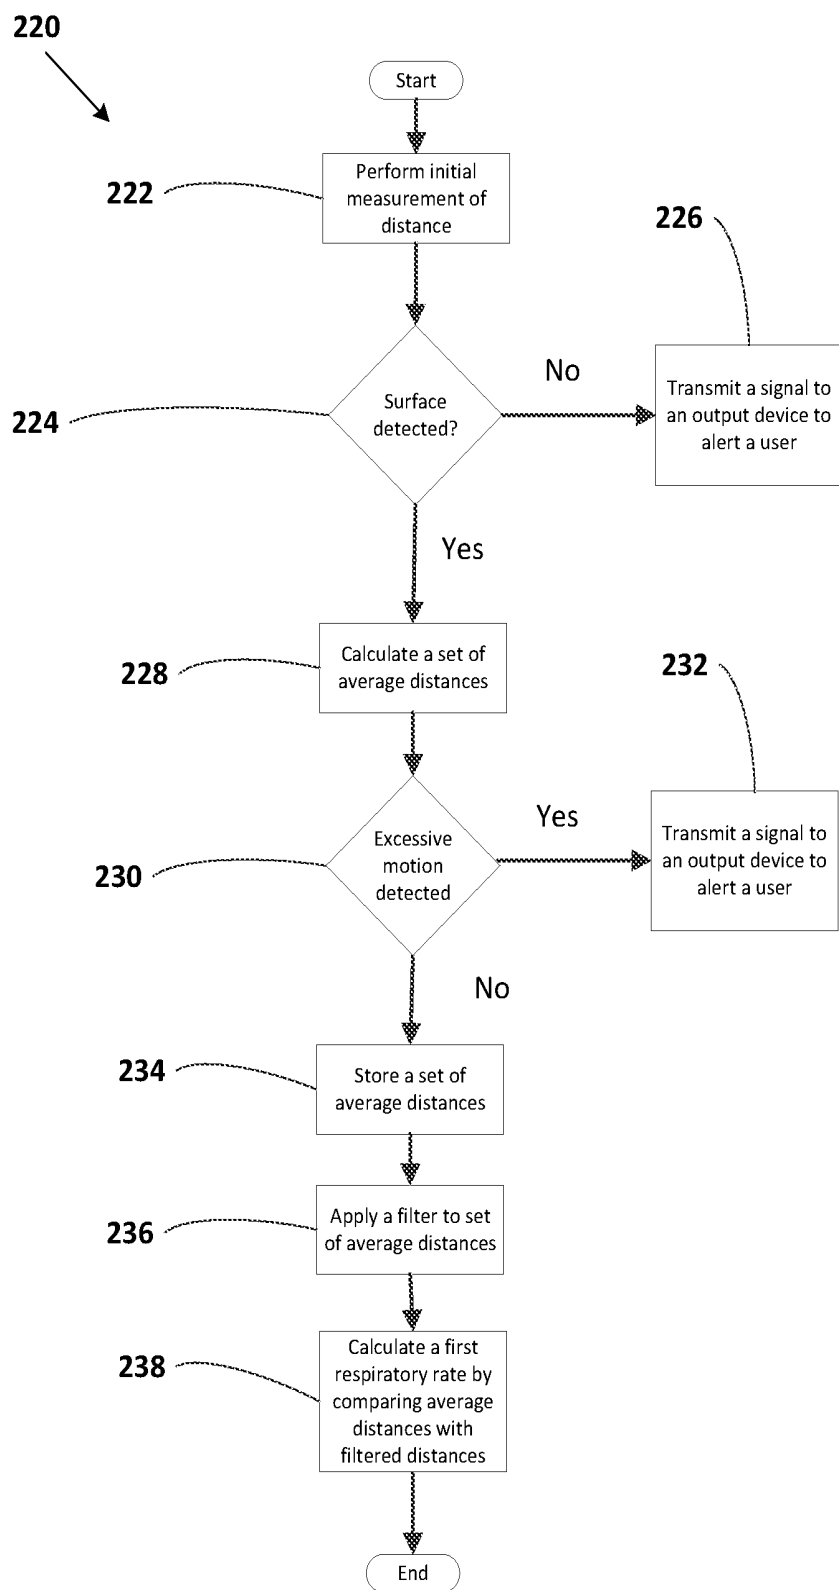 220
Start
222
Perform initial
measurement of
distance
226
224
Surface
detected?
No
Transmit a signal to
an output device to
alert a user
Yes
228
Calculate a set of
average distances
232
230
Excessive
motion
detected
Yes
Transmit a signal to
an output device to
alert a user
No
234
Store a set of
average distances
236
Apply a filter to set
of average distances
238
Calculate a first
respiratory rate by
comparing average
distances with
filtered distances
End